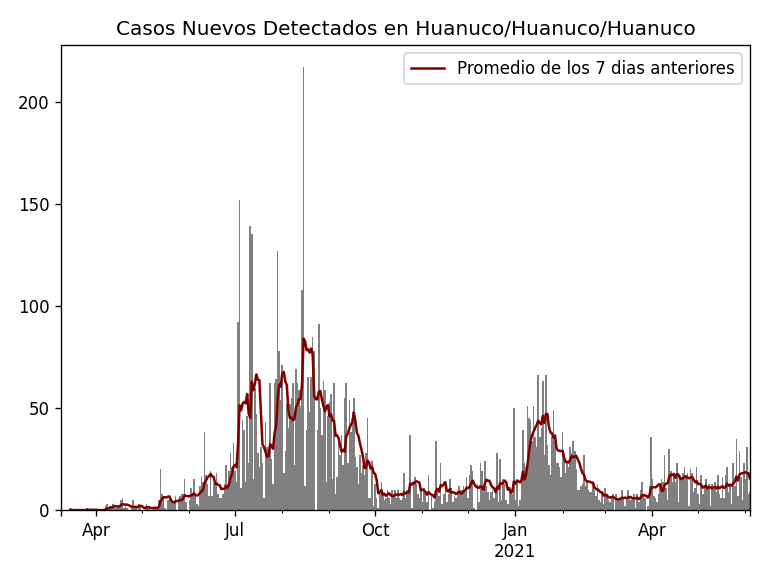 Casos Nuevos Detectados en Huanuco/Huanuco/Huanuco
Promedio de los 7 dias anteriores
200
150
100
50
0
Apr
Jul
Oct
Jan
2021
Apr